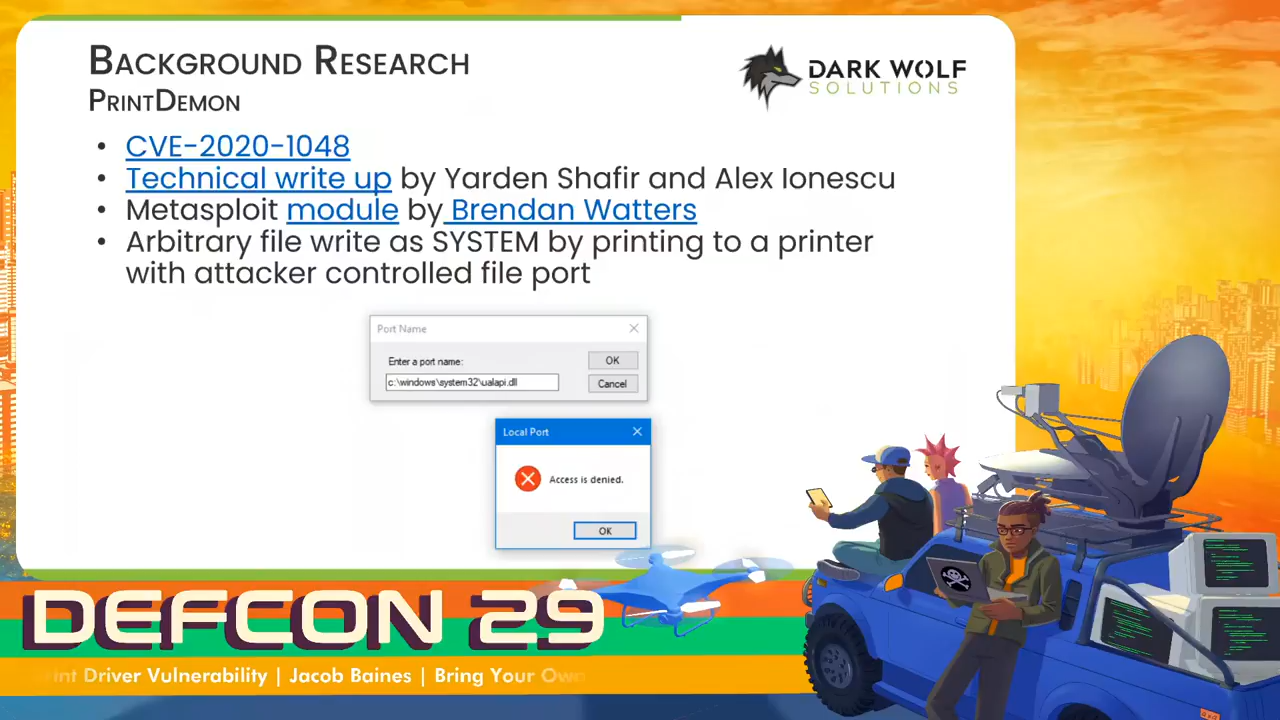 BACKGROUND RESEARCH
PRINTDEMON
DARK WOLF
SOLUTIONS
• CVE-2020-1048
• Technical write up by Yarden Shafir and Alex Ionescu
• Metasploit module by Brendan Watters
• Arbitrary file write as SYSTEM by printing to a printer
with attacker controlled file port
Port Name
Enter a port name:
OK
c:\windows\system32\ualapi.dll
Cancel
Local Port
Access is denied.
OK
DEFCON 29
Driver Vulnerability | Jacob Baines | Bring Your Own